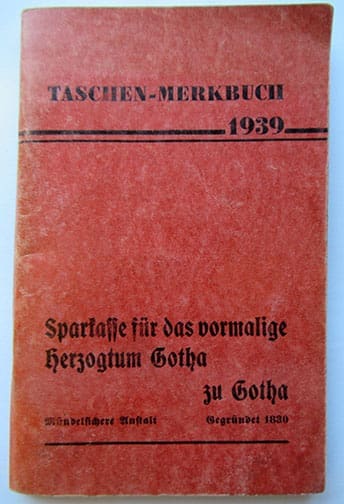 TASCHEN-MERKBUCH
1939
Sparkasse für das vormalige
Herzogtum Gotha
zu Gotha
Mündelsichere Anstalt Gegründet 1830